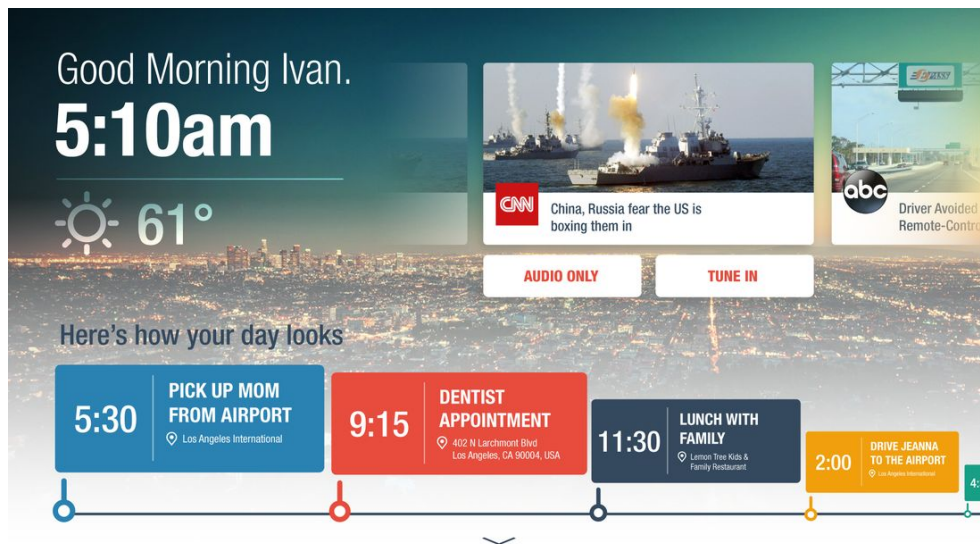 Good Morning Ivan.
5:10am
61°
CNN
China, Russia fear the US is
boxing them in
AUDIO ONLY
TUNE IN
E-PASS
abc
Driver Avoided
Remote-Contro
Here's how your day looks
5:30
PICK UP MOM
FROM AIRPORT
Los Angeles International
9:15
DENTIST
APPOINTMENT
402 N Larchmont Blvd
Los Angeles, CA 90004, USA
11:30
LUNCH WITH
FAMILY
Lemon Tree Kids &
Family Restaurant
2:00
DRIVE JEANNA
TO THE AIRPORT
Los Angeles International
4: